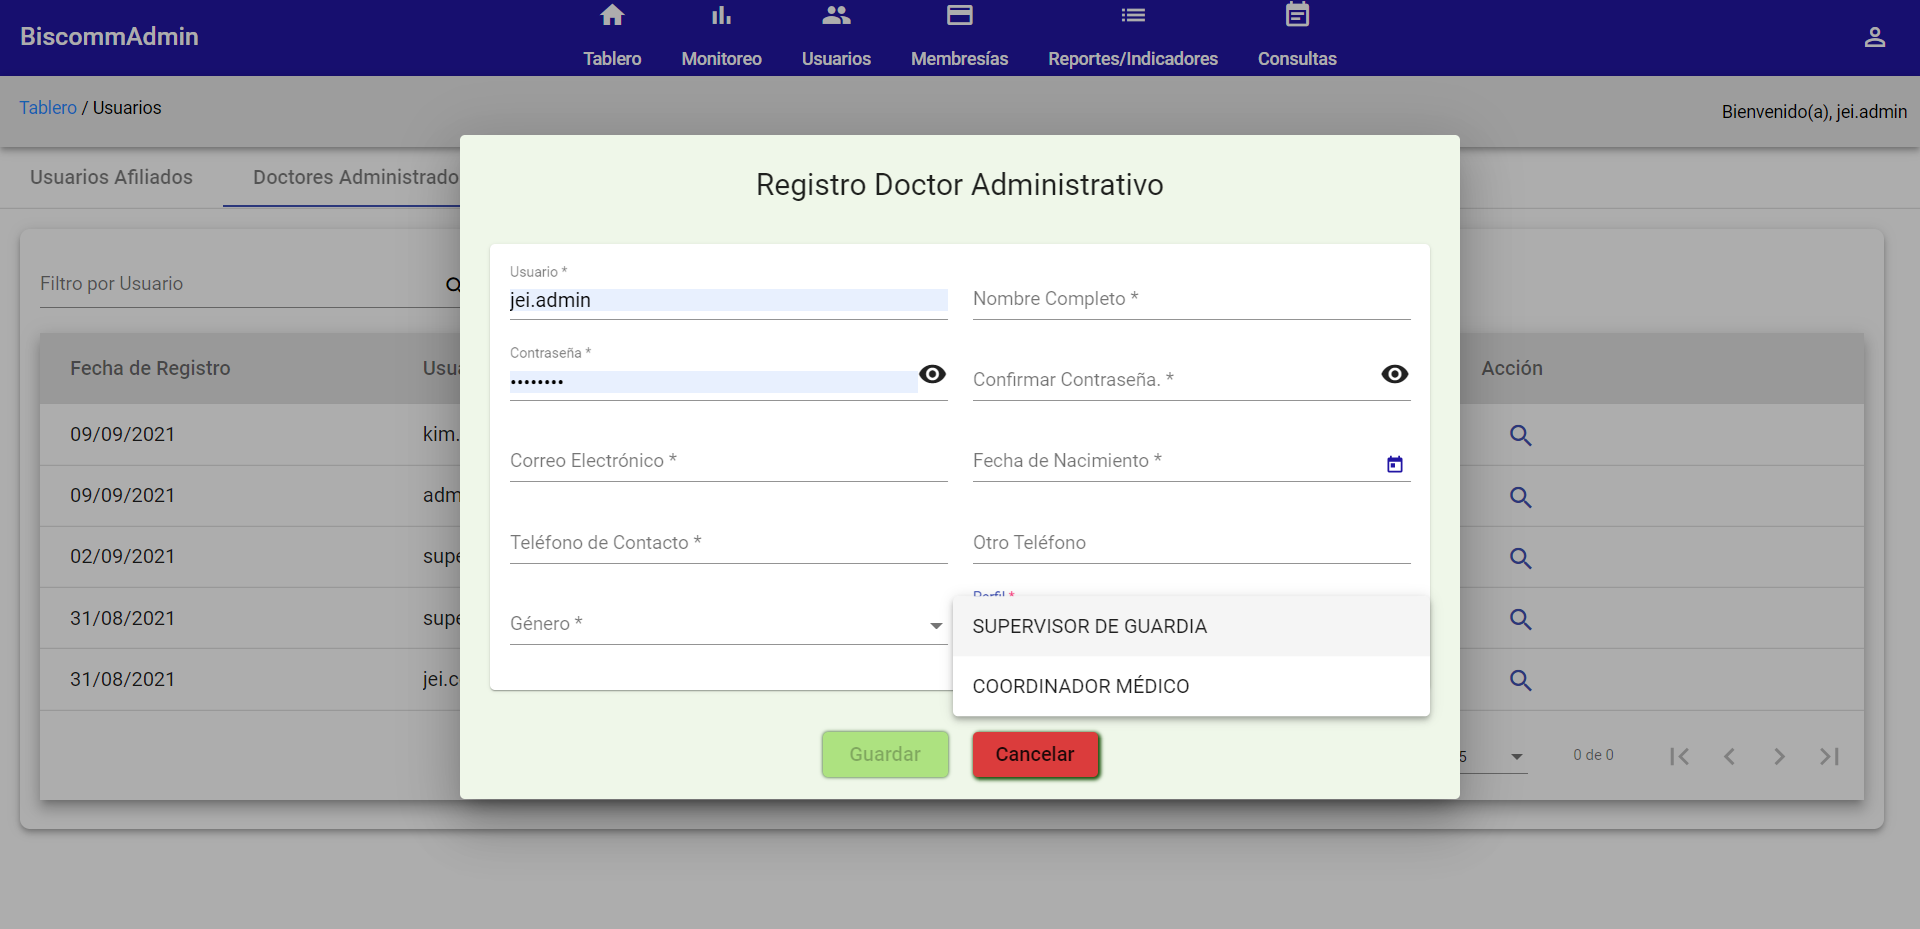 BiscommAdmin
Tablero
Monitoreo
Usuarios
Membresías
Reportes/Indicadores
Consultas
Tablero / Usuarios
Bienvenido(a), jei.admin
Usuarios Afiliados
Doctores Administrado
Filtro por Usuario
Fecha de Registro
Acción
09/09/2021
kim.
09/09/2021
adm
02/09/2021
supe
31/08/2021
supe
31/08/2021
jei.c
5
0 de 0
Registro Doctor Administrativo
Usuario *
jei.admin
Nombre Completo *
Contraseña *
••••••••
Confirmar Contraseña. *
Correo Electrónico *
Fecha de Nacimiento *
Teléfono de Contacto *
Otro Teléfono
Género *
Perfil *
SUPERVISOR DE GUARDIA
COORDINADOR MÉDICO
Guardar
Cancelar